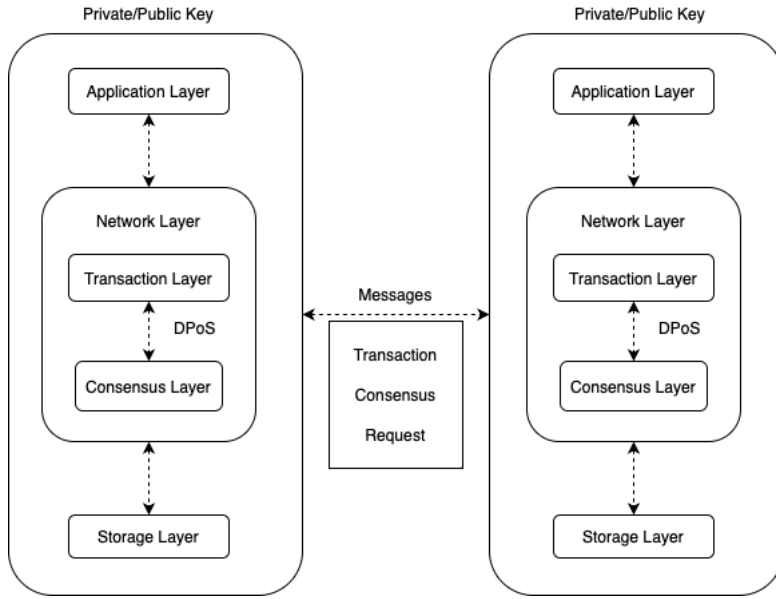 Private/Public Key
Application Layer
Network Layer
Transaction Layer
DPoS
Consensus Layer
Storage Layer
Messages
Transaction
Consensus
Request
Private/Public Key
Application Layer
Network Layer
Transaction Layer
DPoS
Consensus Layer
Storage Layer